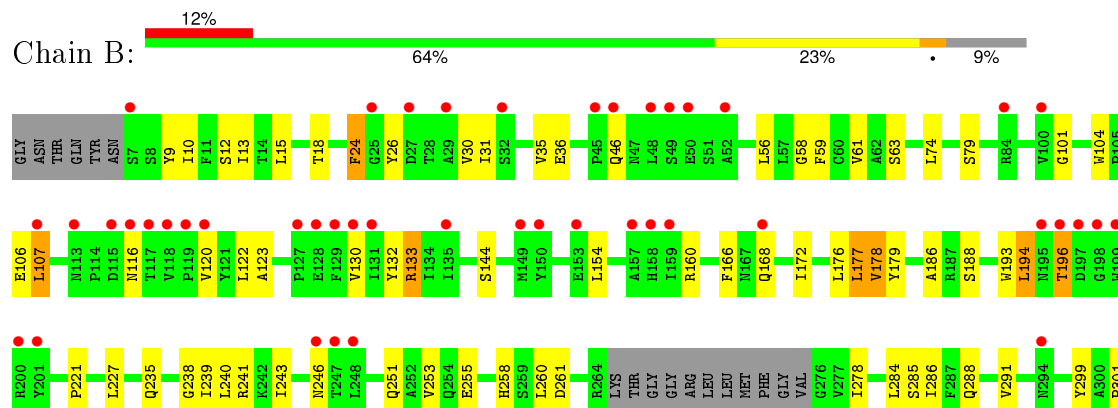 12%
Chain B:
64% 23% • 9%
GLY ASN THR GLN TYR ASN S7 S8 Y9 I10 F11 S12 I13 T14 L15 T18 F24 G25 Y26 D27 T28 A29 V30 I31 S32 V35 E36 P45 Q46 N47 L48 S49 E50 S51 A52 L56 L57 G58 F59 C60 V61 A62 S63 L74 S79 R84 V100 G101 W104
E106 L107 N113 P114 D115 N116 T117 V118 P119 V120 Y121 L122 A123 P127 E128 F129 V130 I131 Y132 R133 I134 I135 S144 M149 Y150 E153 L154 A157 H158 I159 R160 F166 N167 Q168 I172 L176 L177 V178 Y179 A186 R187 S188 W193 L194 N195 T196 D197 G198
R200 Y201 P221 L227 Q235 G238 I239 L240 R241 K242 I243 N246 T247 L248 Q251 A252 V253 Q254 E255 H258 S259 L260 D261 R264 LYS THR GLY GLY ARG LEU LEU MET PHE GLY VAL G276 V277 I278 L284 S285 I286 F287 Q288 V291 N294 Y299 A300